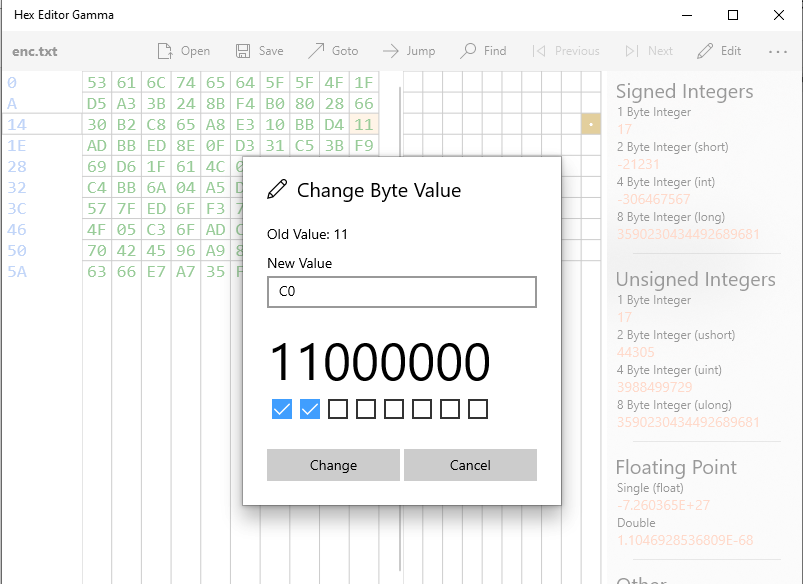 Hex Editor Gamma
enc.txt Open Save Goto Jump Find Previous Next Edit
0 53 61 6C 74 65 64 5F 5F 4F 1F
A D5 A3 3B 24 8B F4 B0 80 28 66
14 30 B2 C8 65 A8 E3 10 BB D4 11
1E AD BB ED 8E 0F D3 31 C5 3B F9
28 69 D6 1F 61 4C
32 C4 BB 6A 04 A5
3C 57 7F ED 6F F3
46 4F 05 C3 6F AD
50 70 42 45 96 A9
5A 63 66 E7 A7 35
Change Byte Value
Old Value: 11
New Value
C0
11000000
Change Cancel
Signed Integers
1 Byte Integer
17
2 Byte Integer (short)
-21231
4 Byte Integer (int)
-306467567
8 Byte Integer (long)
3590230434492689681
Unsigned Integers
1 Byte Integer
17
2 Byte Integer (ushort)
44305
4 Byte Integer (uint)
3988499729
8 Byte Integer (ulong)
3590230434492689681
Floating Point
Single (float)
-7.260365E+27
Double
1.1046928536809E-68
Other